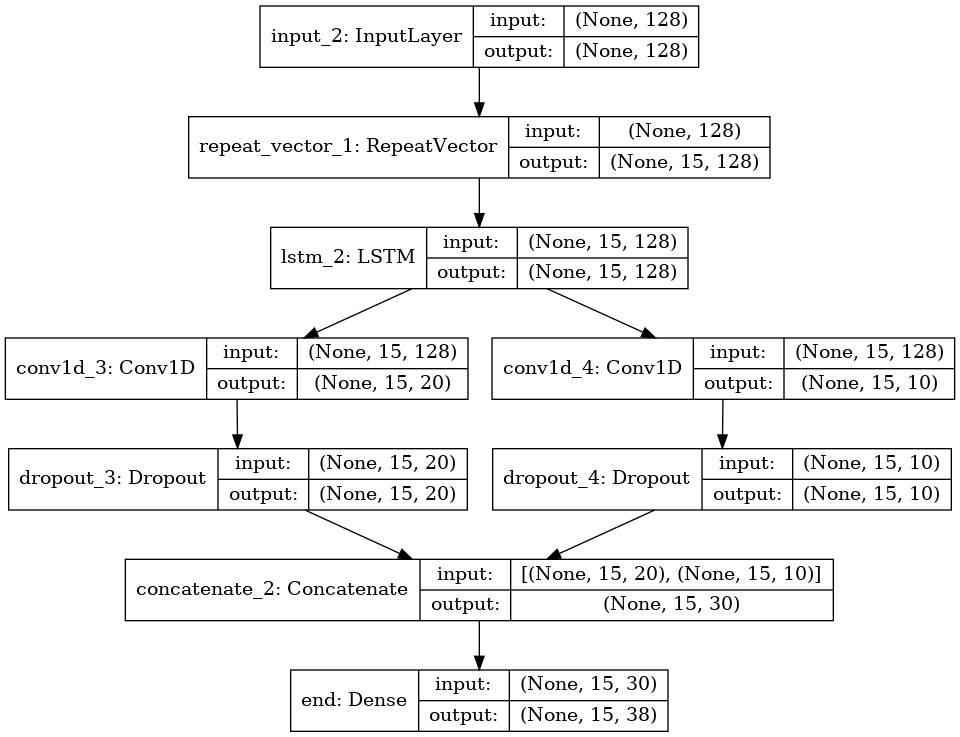 input_2: InputLayer
input: (None, 128)
output: (None, 128)
repeat_vector_1: RepeatVector
input: (None, 128)
output: (None, 15, 128)
lstm_2: LSTM
input: (None, 15, 128)
output: (None, 15, 128)
conv1d_3: Conv1D
input: (None, 15, 128)
output: (None, 15, 20)
conv1d_4: Conv1D
input: (None, 15, 128)
output: (None, 15, 10)
dropout_3: Dropout
input: (None, 15, 20)
output: (None, 15, 20)
dropout_4: Dropout
input: (None, 15, 10)
output: (None, 15, 10)
concatenate_2: Concatenate
input: [(None, 15, 20), (None, 15, 10)]
output: (None, 15, 30)
end: Dense
input: (None, 15, 30)
output: (None, 15, 38)